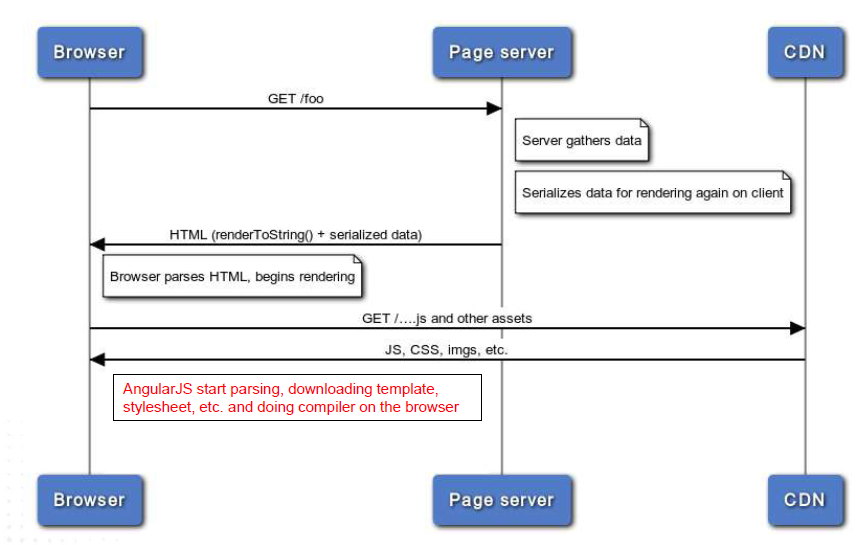 Browser
Page server
CDN
GET /foo
Server gathers data
Serializes data for rendering again on client
HTML (renderToString() + serialized data)
Browser parses HTML, begins rendering
GET /....js and other assets
JS, CSS, imgs, etc.
AngularJS start parsing, downloading template,
stylesheet, etc. and doing compiler on the browser
Browser
Page server
CDN